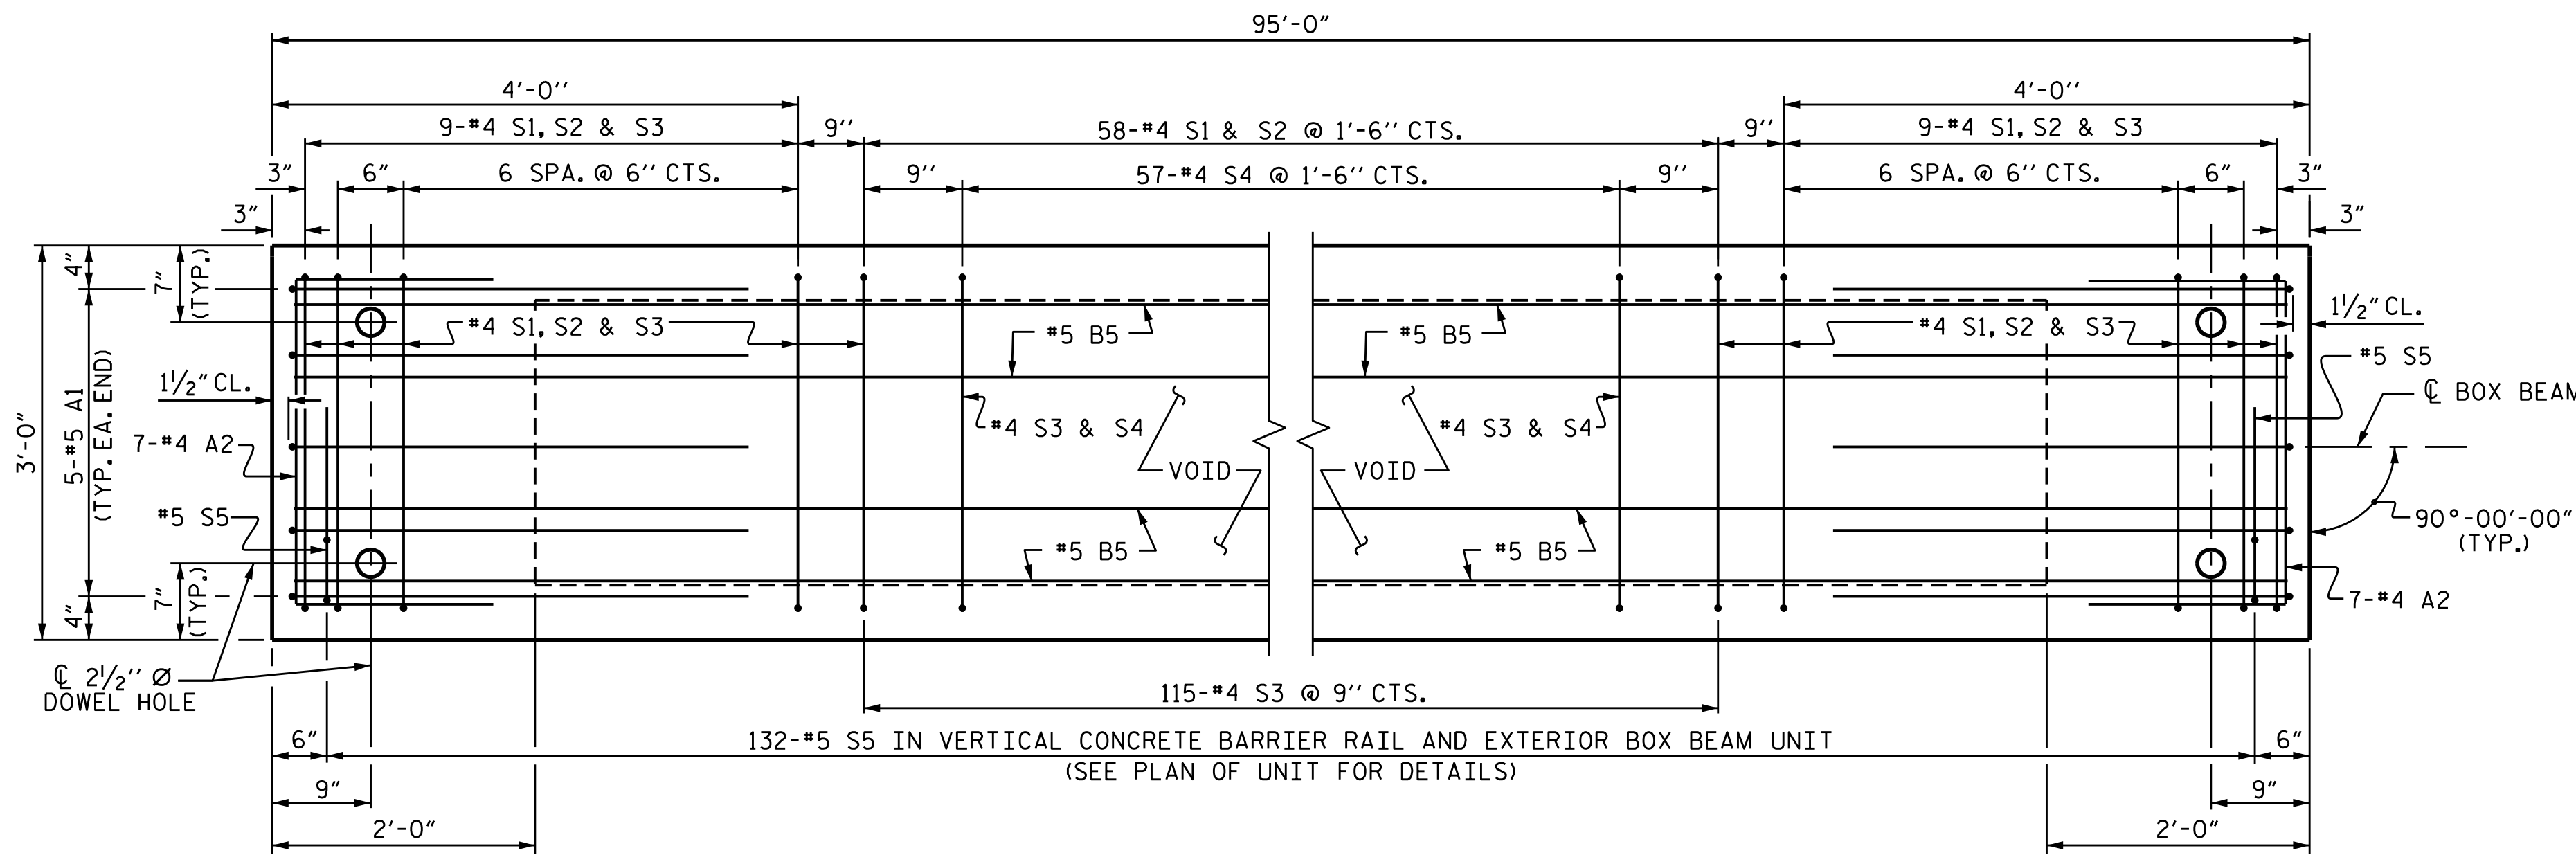 95'-0"
4'-0''
4'-0''
9-#4 S1, S2 & S3
9''
58-#4 S1 & S2 @ 1'-6'' CTS.
9''
9-#4 S1, S2 & S3
3"
6"
6 SPA. @ 6'' CTS.
9''
57-#4 S4 @ 1'-6'' CTS.
9''
6 SPA. @ 6'' CTS.
6"
3"
3"
3"
4"
7"
(TYP.)
#4 S1, S2 & S3
#5 B5
#5 B5
#4 S1, S2 & S3
1½" CL.
#5 S5
1½" CL.
℄ BOX BEAM
3'-0"
5-#5 A1
(TYP. EA. END)
7-#4 A2
#4 S3 & S4
#4 S3 & S4
VOID
VOID
#5 S5
90°-00'-00"
(TYP.)
#5 B5
#5 B5
4"
7"
(TYP.)
7-#4 A2
℄ 2½'' Ø
DOWEL HOLE
115-#4 S3 @ 9'' CTS.
6"
132-#5 S5 IN VERTICAL CONCRETE BARRIER RAIL AND EXTERIOR BOX BEAM UNIT
6"
(SEE PLAN OF UNIT FOR DETAILS)
9"
9"
2'-0"
2'-0"